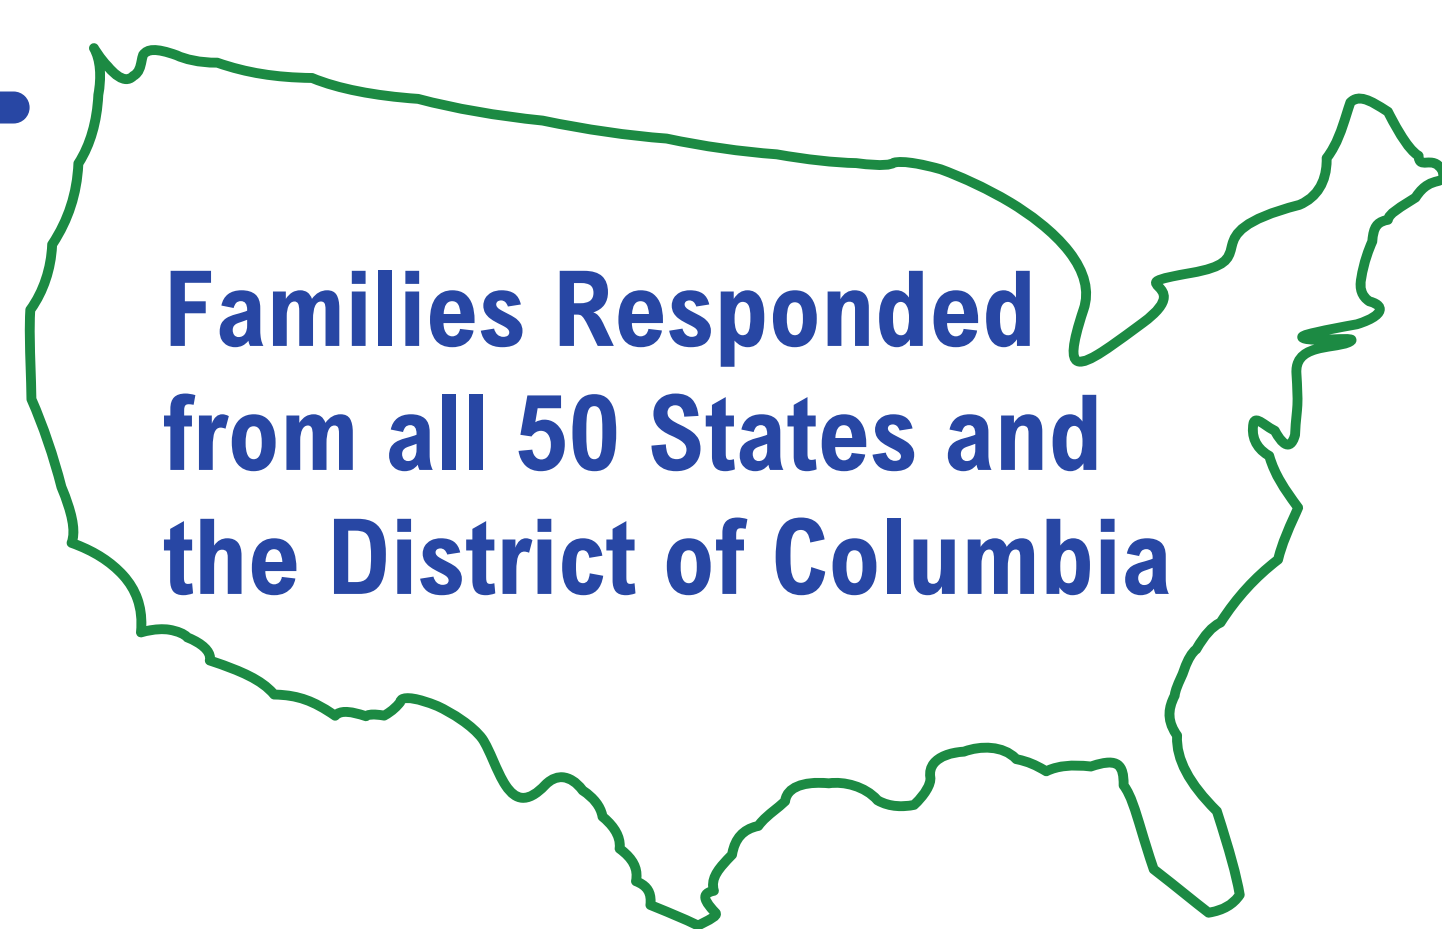 Families Responded
from all 50 States and
the District of Columbia